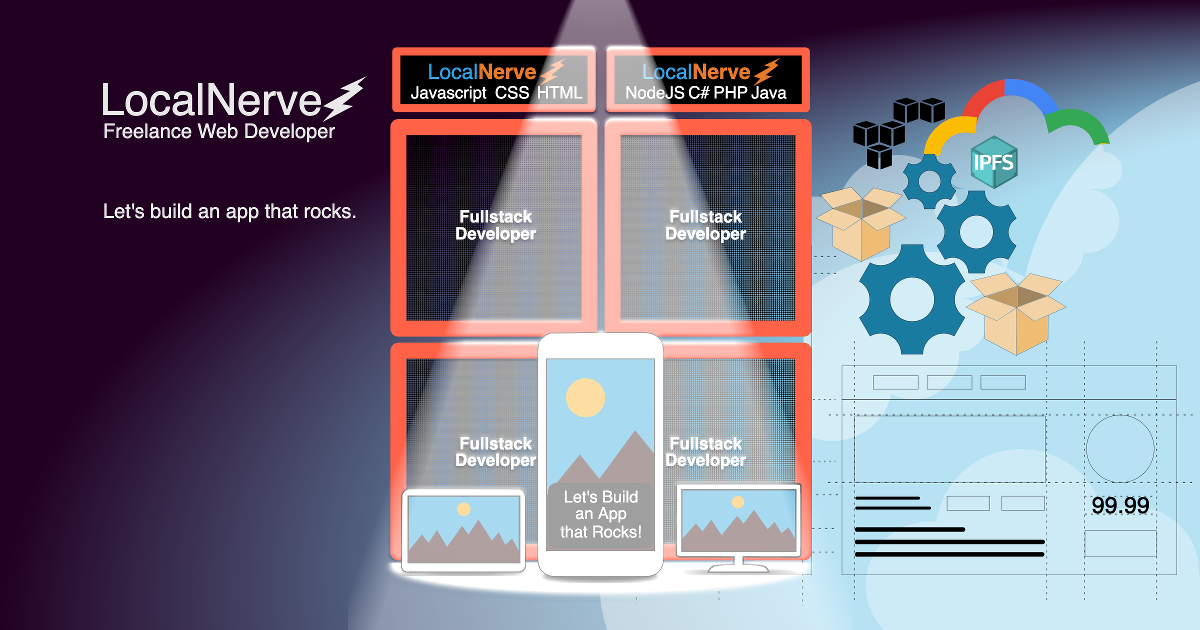 LocalNerve
Freelance Web Developer
Let's build an app that rocks.
LocalNerve
Javascript CSS HTML
LocalNerve
NodeJS C# PHP Java
Fullstack
Developer
Fullstack
Developer
Fullstack
Developer
Fullstack
Developer
Let's Build
an App
that Rocks!
IPFS
99.99